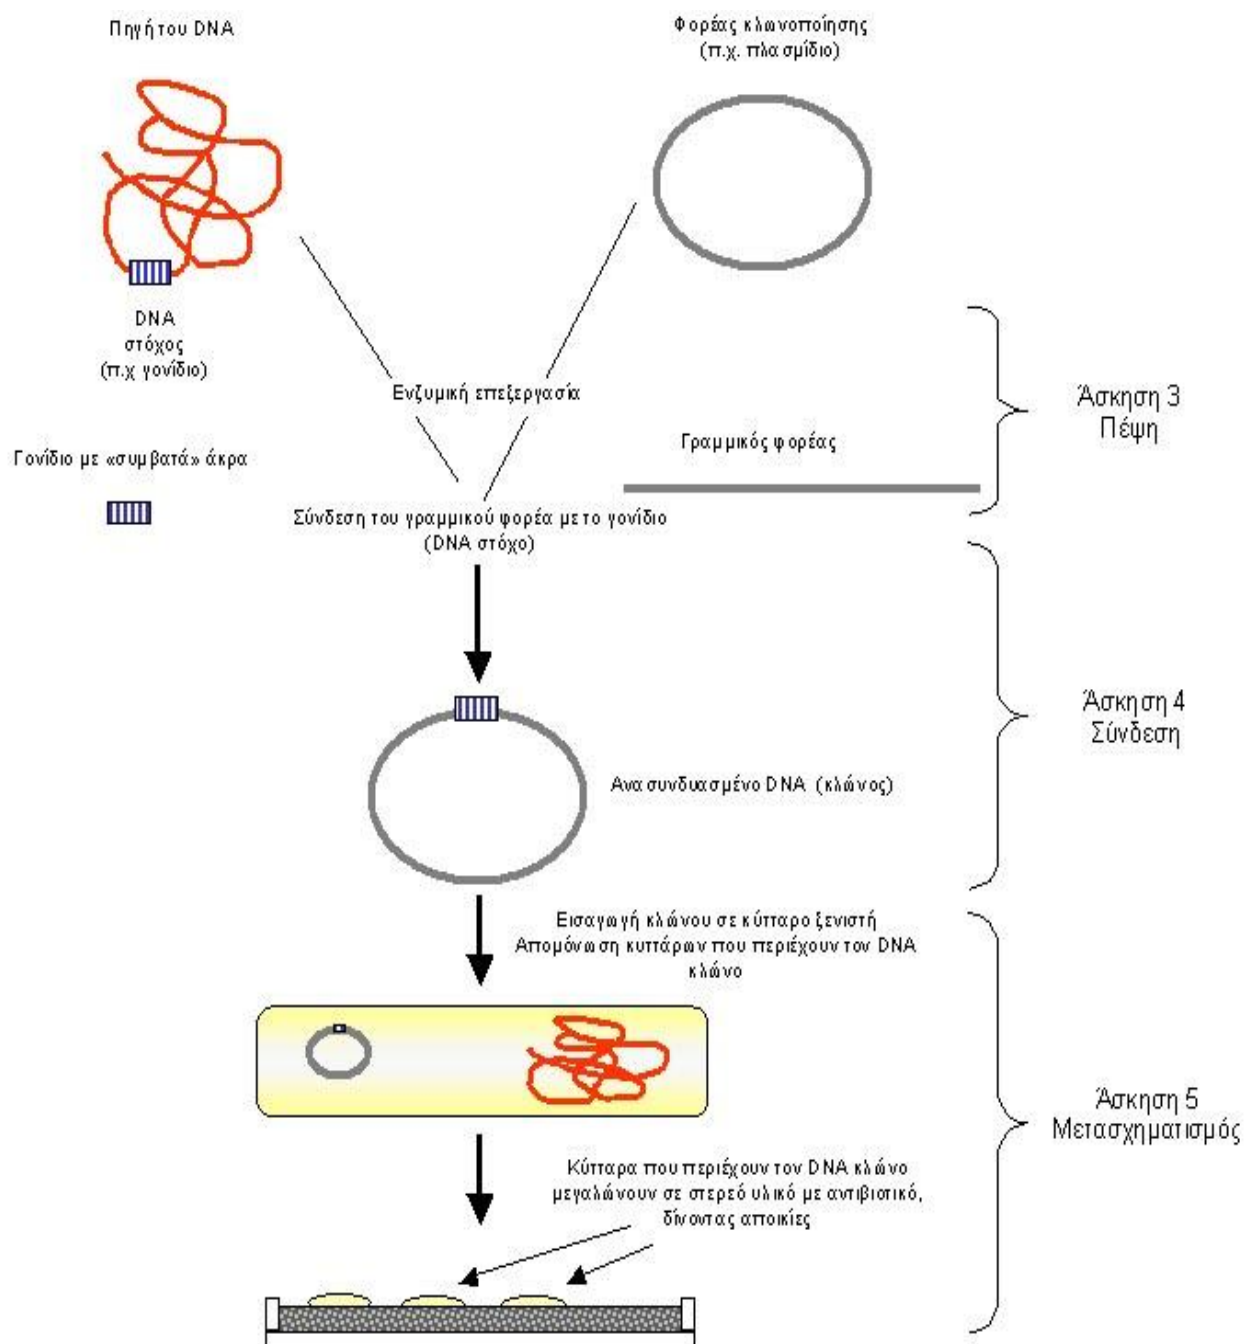 Πηγή του DNA
Φορέας κλωνοποίησης
(π.χ. πλασμίδιο)
DNA
στόχος
(π.χ γονίδιο)
Ενζυμική επεξεργασία
Άσκηση 3
Πέψη
Γραμμικός φορέας
Γονίδιο με «συμβατά» άκρα
Σύνδεση του γραμμικού φορέα με το γονίδιο
(DNA στόχο)
Άσκηση 4
Σύνδεση
Ανασυνδυασμένο DNA (κλώνος)
Εισαγωγή κλώνου σε κύτταρο ξενιστή
Απομόνωση κυττάρων που περιέχουν τον DNA
κλώνο
Άσκηση 5
Μετασχηματισμός
Κύτταρα που περιέχουν τον DNA κλώνο
μεγαλώνουν σε στερεό υλικό με αντιβιοτικό,
δίνοντας αποικίες